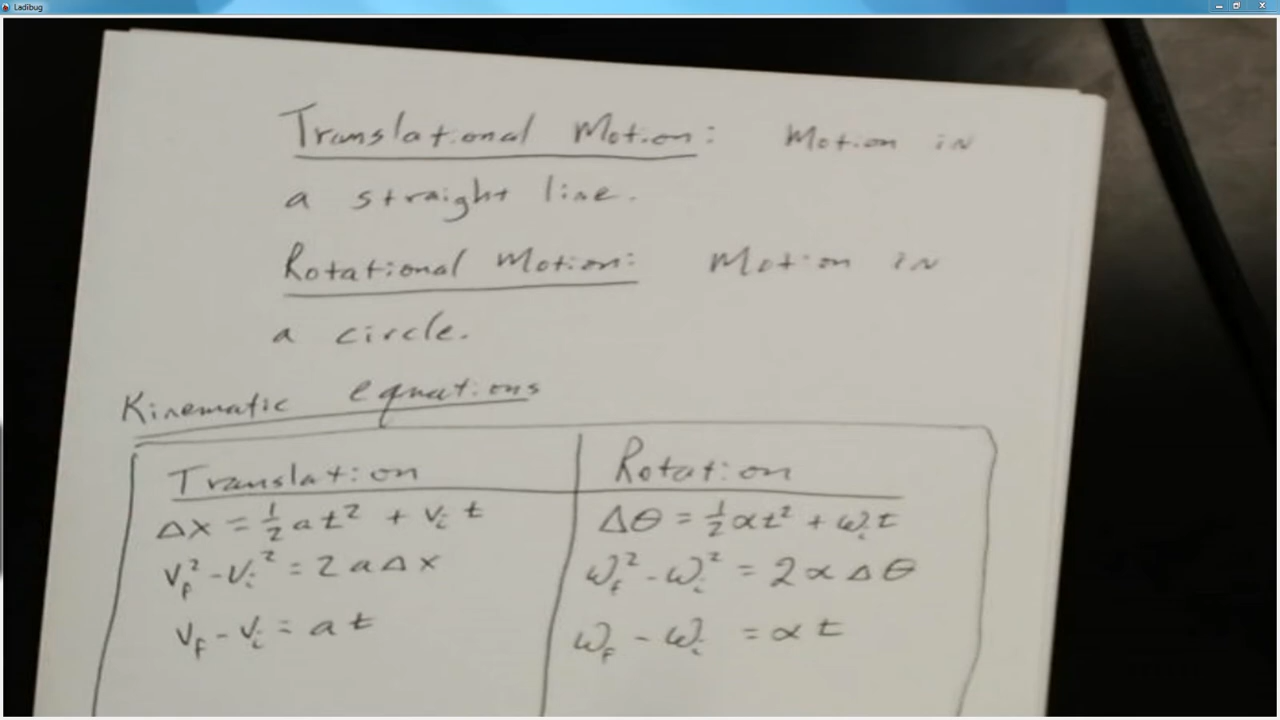 Ladibug
Translational Motion: Motion in
a straight line.
Rotational Motion: Motion in
a circle.
Kinematic equations
Translation Rotation
Δx = ½at² + vᵢt Δθ = ½αt² + ωᵢt
v_f² - vᵢ² = 2aΔx ω_f² - ωᵢ² = 2αΔθ
v_f - vᵢ = at ω_f - ωᵢ = αt